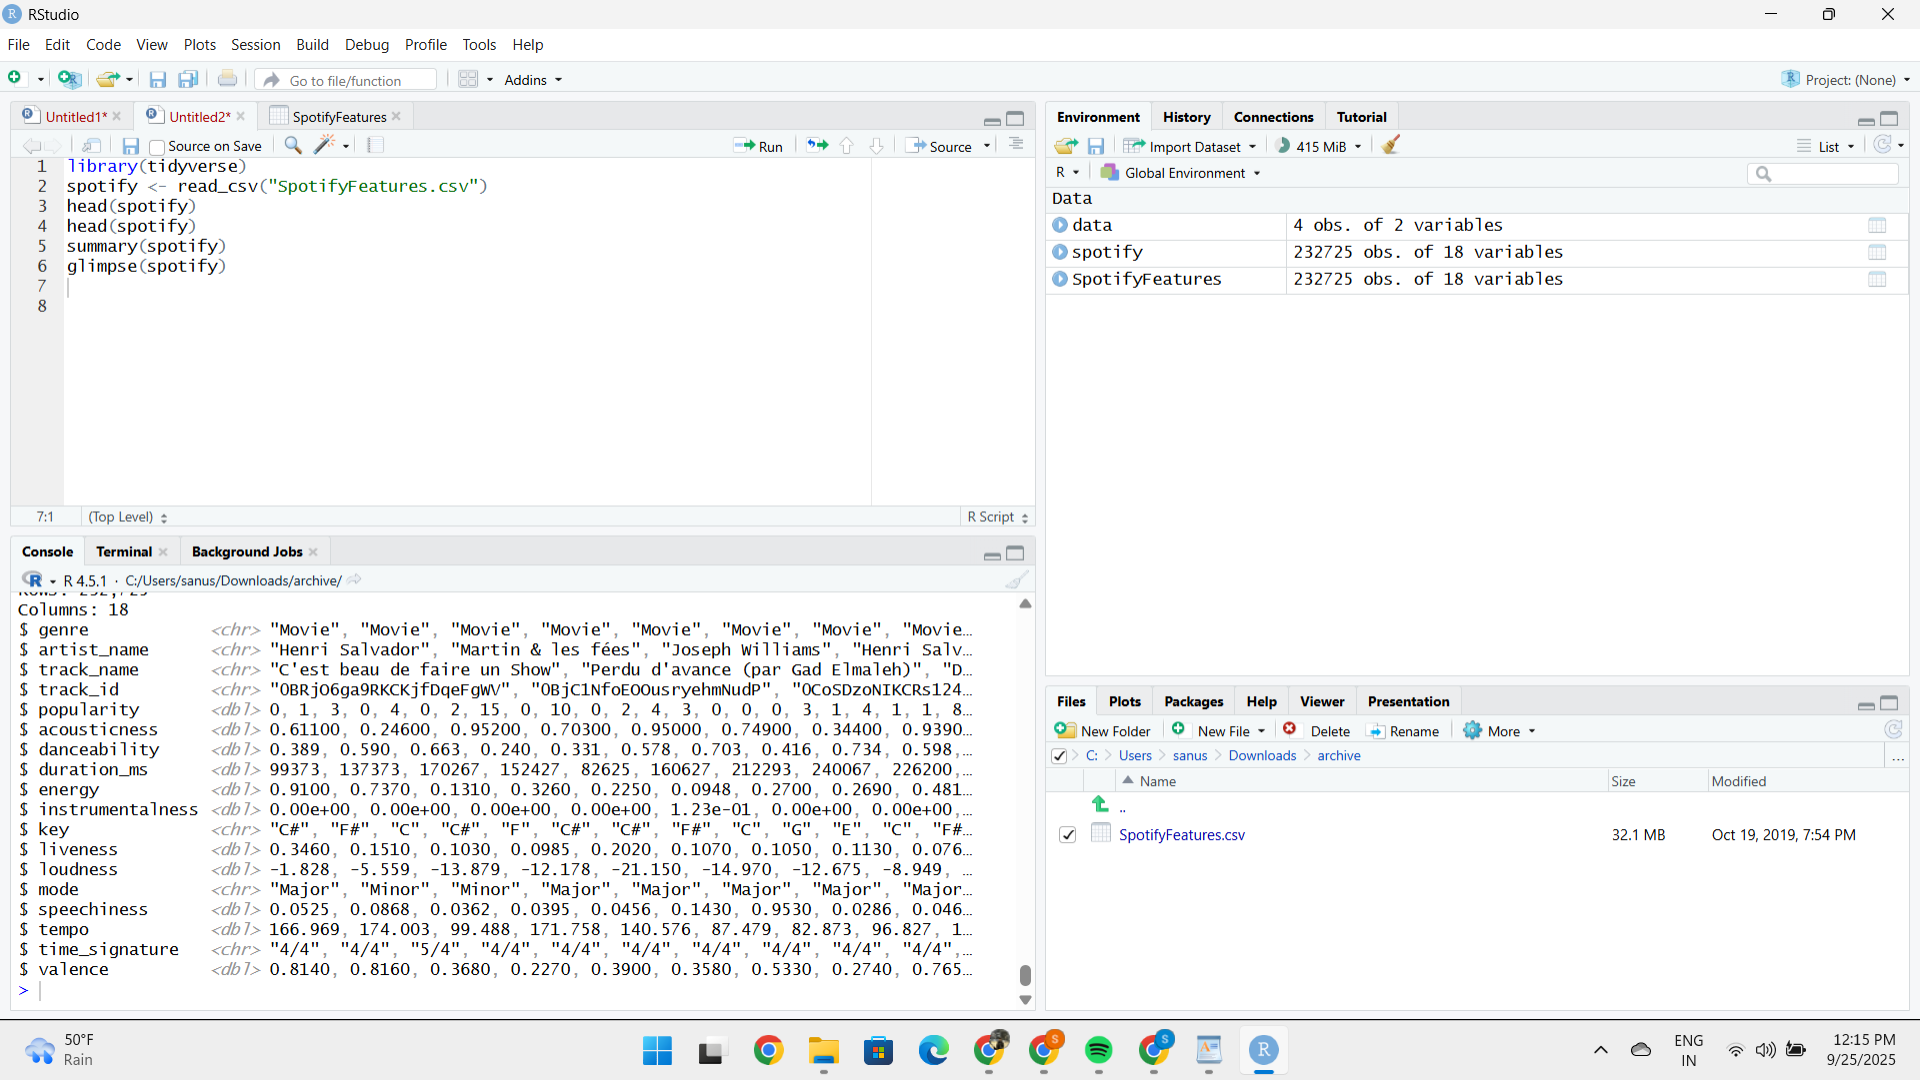 RStudio
File Edit Code View Plots Session Build Debug Profile Tools Help
Go to file/function Addins Project: (None)
Untitled1* Untitled2* SpotifyFeatures
Source on Save Run Source
1 library(tidyverse)
2 spotify <- read_csv("SpotifyFeatures.csv")
3 head(spotify)
4 head(spotify)
5 summary(spotify)
6 glimpse(spotify)
7
8
7:1 (Top Level) R Script
Console Terminal Background Jobs
R 4.5.1 · C:/Users/sanus/Downloads/archive/
Rows: 232,725
Columns: 18
$ genre <chr> "Movie", "Movie", "Movie", "Movie", "Movie", "Movie", "Movie", "Movie…
$ artist_name <chr> "Henri Salvador", "Martin & les fées", "Joseph Williams", "Henri Salv…
$ track_name <chr> "C'est beau de faire un Show", "Perdu d'avance (par Gad Elmaleh)", "D…
$ track_id <chr> "0BRjO6ga9RKCKjfDqeFgWV", "0BjC1NfoEOOusryehmNudP", "0CoSDzoNIKCRs124…
$ popularity <dbl> 0, 1, 3, 0, 4, 0, 2, 15, 0, 10, 0, 2, 4, 3, 0, 0, 0, 3, 1, 4, 1, 1, 8…
$ acousticness <dbl> 0.61100, 0.24600, 0.95200, 0.70300, 0.95000, 0.74900, 0.34400, 0.9390…
$ danceability <dbl> 0.389, 0.590, 0.663, 0.240, 0.331, 0.578, 0.703, 0.416, 0.734, 0.598,…
$ duration_ms <dbl> 99373, 137373, 170267, 152427, 82625, 160627, 212293, 240067, 226200,…
$ energy <dbl> 0.9100, 0.7370, 0.1310, 0.3260, 0.2250, 0.0948, 0.2700, 0.2690, 0.481…
$ instrumentalness <dbl> 0.00e+00, 0.00e+00, 0.00e+00, 0.00e+00, 1.23e-01, 0.00e+00, 0.00e+00,…
$ key <chr> "C#", "F#", "C", "C#", "F", "C#", "C#", "F#", "C", "G", "E", "C", "F#…
$ liveness <dbl> 0.3460, 0.1510, 0.1030, 0.0985, 0.2020, 0.1070, 0.1050, 0.1130, 0.076…
$ loudness <dbl> -1.828, -5.559, -13.879, -12.178, -21.150, -14.970, -12.675, -8.949, …
$ mode <chr> "Major", "Minor", "Minor", "Major", "Major", "Major", "Major", "Major…
$ speechiness <dbl> 0.0525, 0.0868, 0.0362, 0.0395, 0.0456, 0.1430, 0.9530, 0.0286, 0.046…
$ tempo <dbl> 166.969, 174.003, 99.488, 171.758, 140.576, 87.479, 82.873, 96.827, 1…
$ time_signature <chr> "4/4", "4/4", "5/4", "4/4", "4/4", "4/4", "4/4", "4/4", "4/4", "4/4",…
$ valence <dbl> 0.8140, 0.8160, 0.3680, 0.2270, 0.3900, 0.3580, 0.5330, 0.2740, 0.765…
>
Environment History Connections Tutorial
Import Dataset 415 MiB List
R Global Environment
Data
data 4 obs. of 2 variables
spotify 232725 obs. of 18 variables
SpotifyFeatures 232725 obs. of 18 variables
Files Plots Packages Help Viewer Presentation
New Folder New File Delete Rename More
C: Users sanus Downloads archive ...
Name Size Modified
..
SpotifyFeatures.csv 32.1 MB Oct 19, 2019, 7:54 PM
50°F
Rain
ENG
IN
12:15 PM
9/25/2025